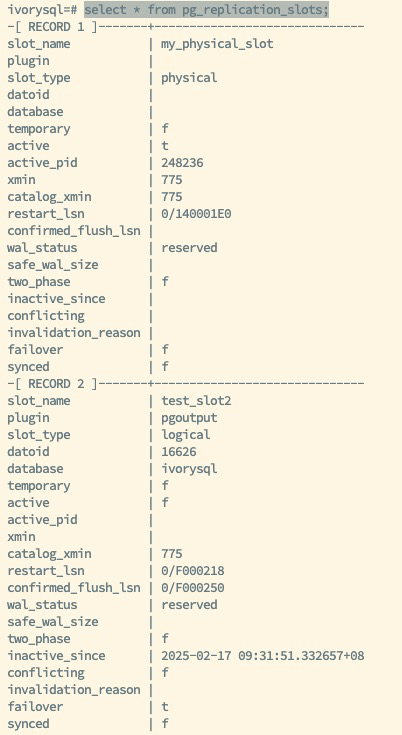 ivorysql=# select * from pg_replication_slots;
-[ RECORD 1 ]-------+------------------------------
slot_name           | my_physical_slot
plugin              |
slot_type           | physical
datoid              |
database            |
temporary           | f
active              | t
active_pid          | 248236
xmin                | 775
catalog_xmin        | 775
restart_lsn         | 0/140001E0
confirmed_flush_lsn |
wal_status          | reserved
safe_wal_size       |
two_phase           | f
inactive_since      |
conflicting         |
invalidation_reason |
failover            | f
synced              | f
-[ RECORD 2 ]-------+------------------------------
slot_name           | test_slot2
plugin              | pgoutput
slot_type           | logical
datoid              | 16626
database            | ivorysql
temporary           | f
active              | f
active_pid          |
xmin                |
catalog_xmin        | 775
restart_lsn         | 0/F000218
confirmed_flush_lsn | 0/F000250
wal_status          | reserved
safe_wal_size       |
two_phase           | f
inactive_since      | 2025-02-17 09:31:51.332657+08
conflicting         | f
invalidation_reason |
failover            | t
synced              | f